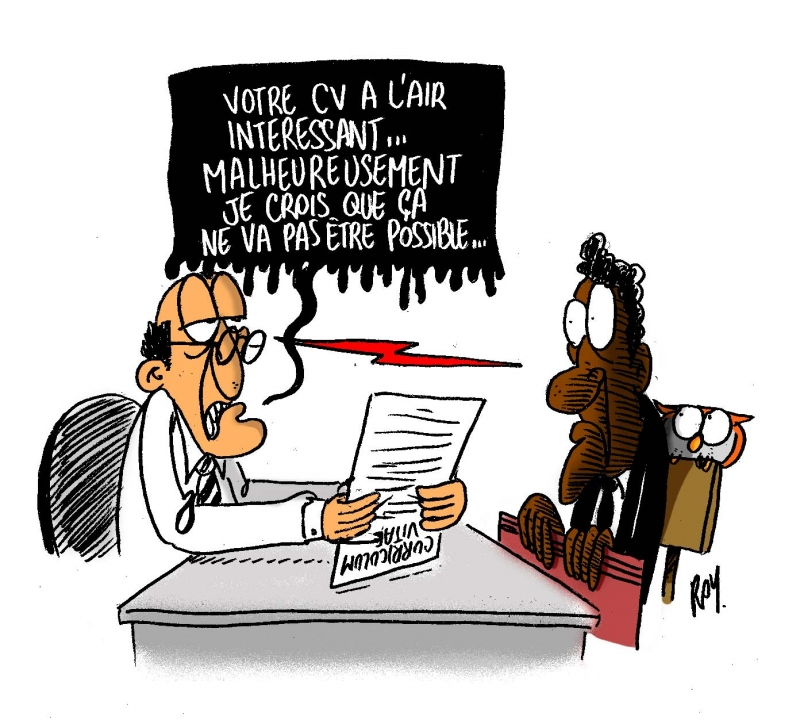 VOTRE CV A L'AIR
INTERESSANT...
MALHEUREUSEMENT
JE CROIS QUE ÇA
NE VA PAS ÊTRE POSSIBLE...
CURRICULUM
VITAE
ROY.